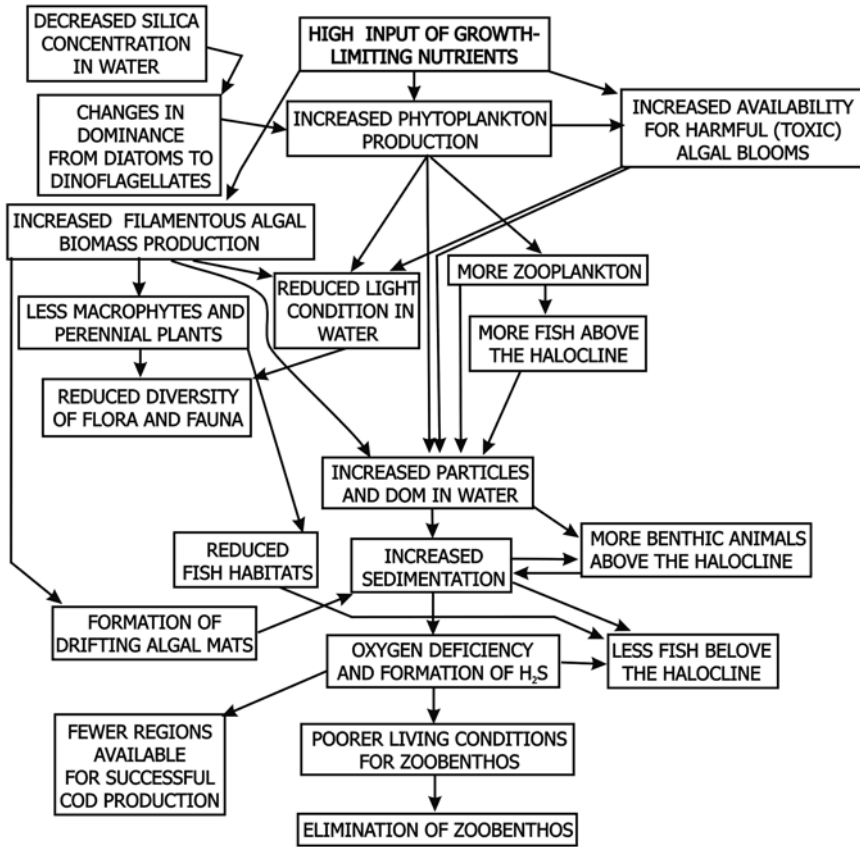 DECREASED SILICA
CONCENTRATION
IN WATER
HIGH INPUT OF GROWTH-
LIMITING NUTRIENTS
CHANGES IN
DOMINANCE
FROM DIATOMS TO
DINOFLAGELLATES
INCREASED PHYTOPLANKTON
PRODUCTION
INCREASED AVAILABILITY
FOR HARMFUL (TOXIC)
ALGAL BLOOMS
INCREASED FILAMENTOUS ALGAL
BIOMASS PRODUCTION
REDUCED LIGHT
CONDITION IN
WATER
MORE ZOOPLANKTON
LESS MACROPHYTES AND
PERENNIAL PLANTS
MORE FISH ABOVE
THE HALOCLINE
REDUCED DIVERSITY
OF FLORA AND FAUNA
INCREASED PARTICLES
AND DOM IN WATER
REDUCED
FISH HABITATS
INCREASED
SEDIMENTATION
MORE BENTHIC ANIMALS
ABOVE THE HALOCLINE
FORMATION OF
DRIFTING ALGAL MATS
OXYGEN DEFICIENCY
AND FORMATION OF H₂S
LESS FISH BELOVE
THE HALOCLINE
FEWER REGIONS
AVAILABLE
FOR SUCCESSFUL
COD PRODUCTION
POORER LIVING CONDITIONS
FOR ZOOBENTHOS
ELIMINATION OF ZOOBENTHOS